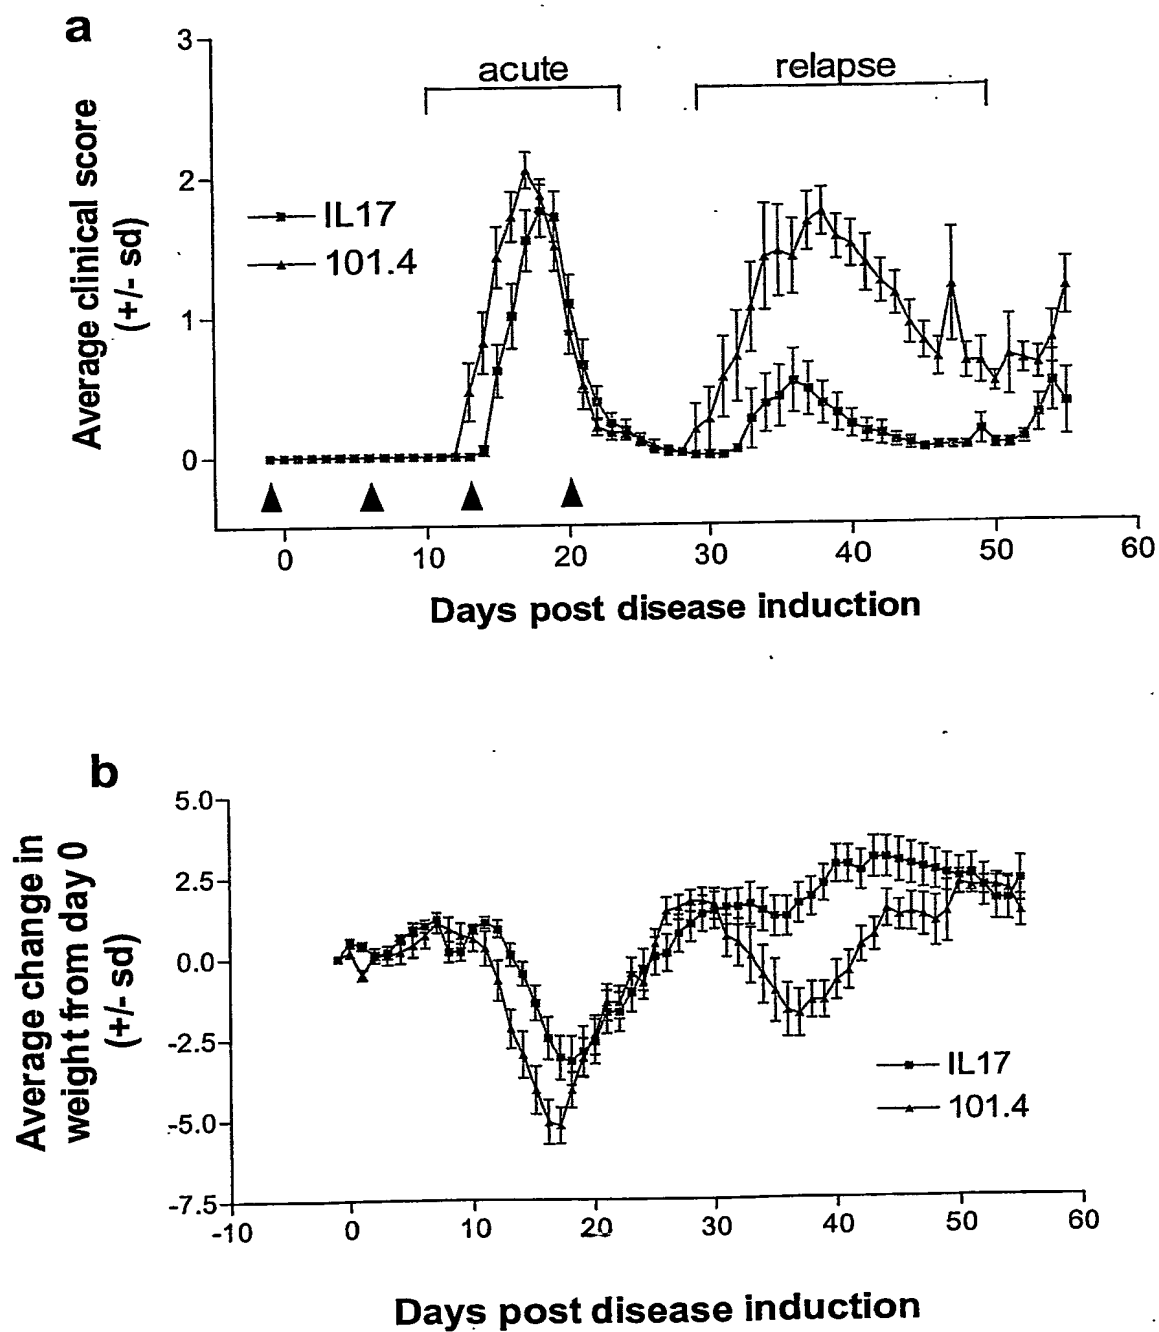 a
3
2
1
0
Average clinical score
(+/- sd)
acute
relapse
IL17
101.4
0 10 20 30 40 50 60
Days post disease induction
b
5.0
2.5
0.0
-2.5
-5.0
-7.5
Average change in
weight from day 0
(+/- sd)
IL17
101.4
-10 0 10 20 30 40 50 60
Days post disease induction